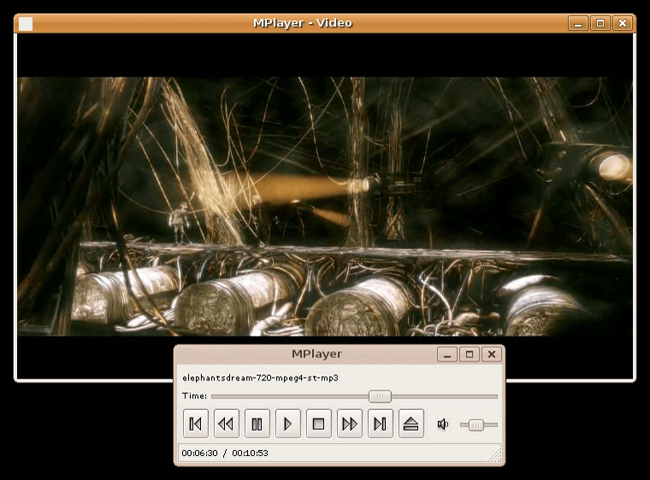 MPlayer - Video
MPlayer
elephantsdream-720-mpeg4-st-mp3
Time:
00:06:30 / 00:10:53